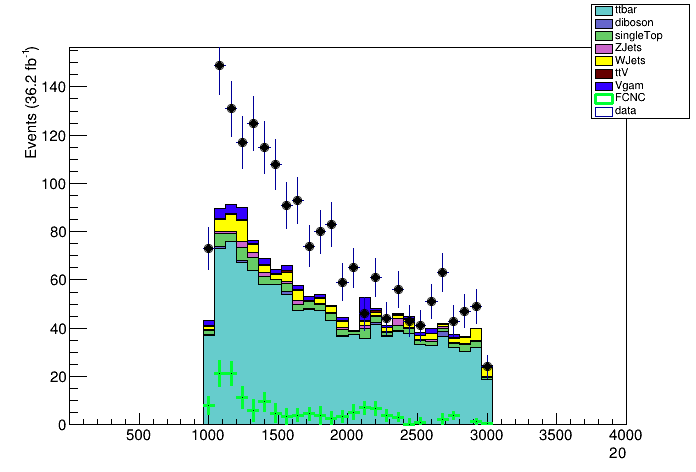 ttbar
diboson
singleTop
ZJets
WJets
ttV
Vgam
FCNC
data
Events (36.2 fb⁻¹)
140
120
100
80
60
40
20
0
500 1000 1500 2000 2500 3000 3500 4000
20